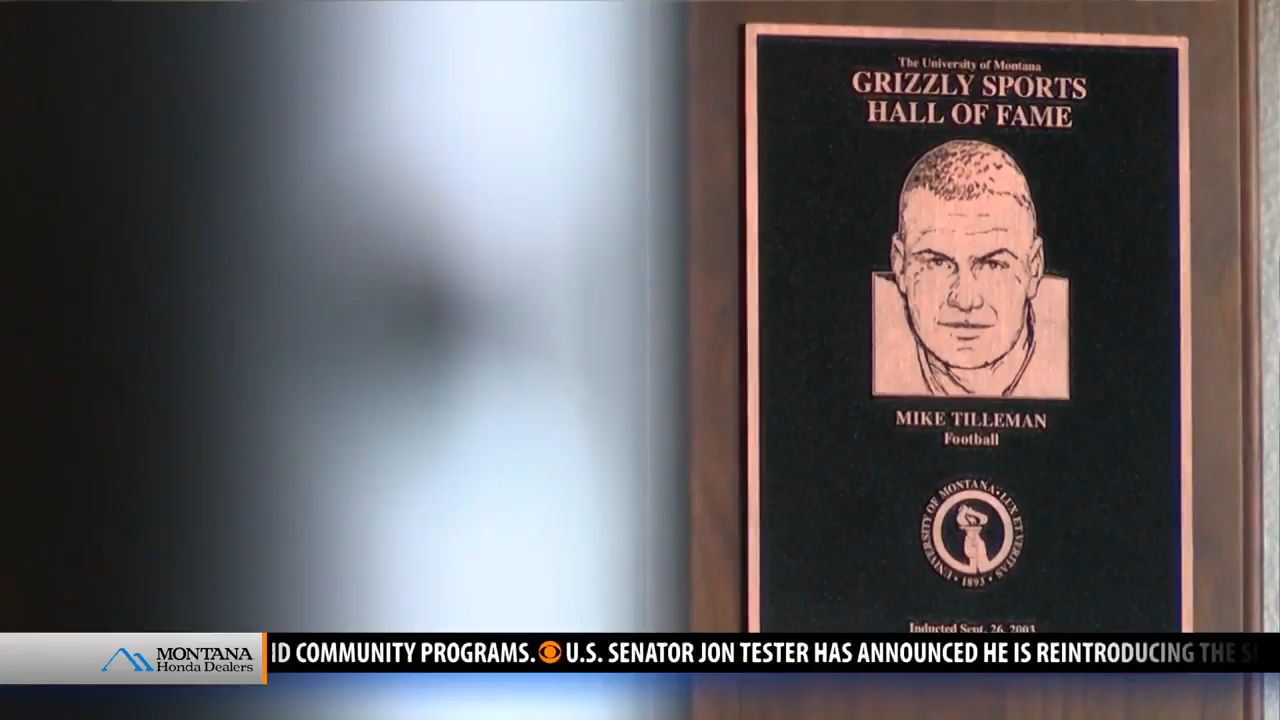 The University of Montana
GRIZZLY SPORTS
HALL OF FAME
MIKE TILLEMAN
Football
UNIVERSITY OF MONTANA · LUX ET VERITAS
· 1893 ·
Inducted Sept. 26, 2003
MONTANA
Honda Dealers
ID COMMUNITY PROGRAMS. U.S. SENATOR JON TESTER HAS ANNOUNCED HE IS REINTRODUCING THE